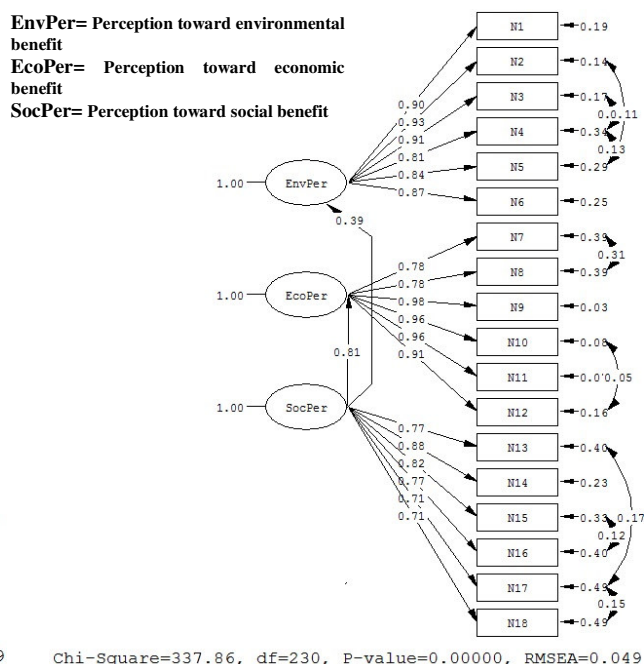 EnvPer= Perception toward environmental
benefit
EcoPer= Perception toward economic
benefit
SocPer= Perception toward social benefit
N1
0.19
N2
0.14
N3
0.17
0.11
N4
0.34
0.13
N5
0.29
N6
0.25
0.90
0.93
0.91
0.81
0.84
0.87
1.00
EnvPer
0.39
N7
0.39
0.31
N8
0.39
N9
0.03
N10
0.08
N11
0.05
N12
0.16
0.78
0.78
0.98
0.96
0.96
0.91
1.00
EcoPer
0.81
1.00
SocPer
0.77
0.88
0.82
0.77
0.71
0.71
N13
0.40
N14
0.23
N15
0.33
0.17
0.12
N16
0.40
N17
0.49
0.15
N18
0.49
9
Chi-Square=337.86, df=230, P-value=0.00000, RMSEA=0.049